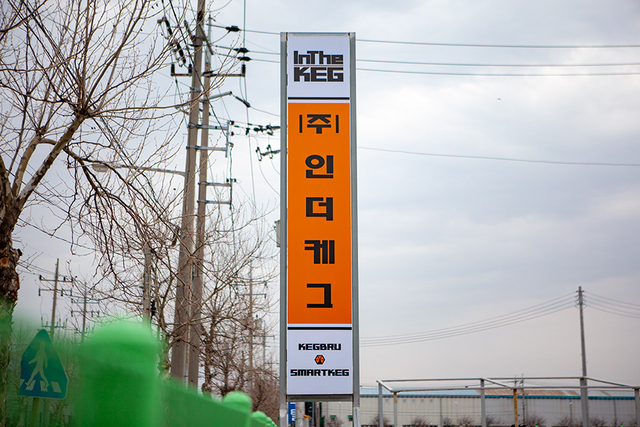 InThe
KEG
|주|
인
더
케
그
KEGBRU
SMARTKEG